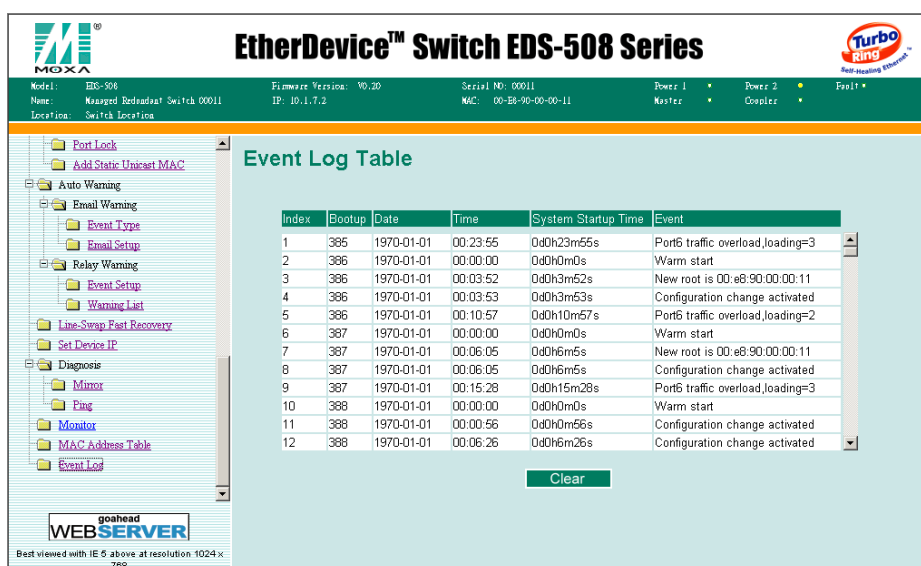 MOXA ®
EtherDevice™ Switch EDS-508 Series
Turbo Ring
Self-Healing Ethernet
Model: EDS-508
Firmware Version: V0.20
Serial NO: 00011
Power 1
Power 2
Fault
Name: Managed Redundant Switch 00011
IP: 10.1.7.2
MAC: 00-E8-90-00-00-11
Master
Coupler
Location: Switch Location
Port Lock
Add Static Unicast MAC
Auto Warning
Email Warning
Event Type
Email Setup
Relay Warning
Event Setup
Warning List
Line-Swap Fast Recovery
Set Device IP
Diagnosis
Mirror
Ping
Monitor
MAC Address Table
Event Log
goahead
WEBSERVER
Best viewed with IE 5 above at resolution 1024 x
768
Event Log Table
Index Bootup Date Time System Startup Time Event
1 385 1970-01-01 00:23:55 0d0h23m55s Port6 traffic overload,loading=3
2 386 1970-01-01 00:00:00 0d0h0m0s Warm start
3 386 1970-01-01 00:03:52 0d0h3m52s New root is 00:e8:90:00:00:11
4 386 1970-01-01 00:03:53 0d0h3m53s Configuration change activated
5 386 1970-01-01 00:10:57 0d0h10m57s Port6 traffic overload,loading=2
6 387 1970-01-01 00:00:00 0d0h0m0s Warm start
7 387 1970-01-01 00:06:05 0d0h6m5s New root is 00:e8:90:00:00:11
8 387 1970-01-01 00:06:05 0d0h6m5s Configuration change activated
9 387 1970-01-01 00:15:28 0d0h15m28s Port6 traffic overload,loading=3
10 388 1970-01-01 00:00:00 0d0h0m0s Warm start
11 388 1970-01-01 00:00:56 0d0h0m56s Configuration change activated
12 388 1970-01-01 00:06:26 0d0h6m26s Configuration change activated
Clear